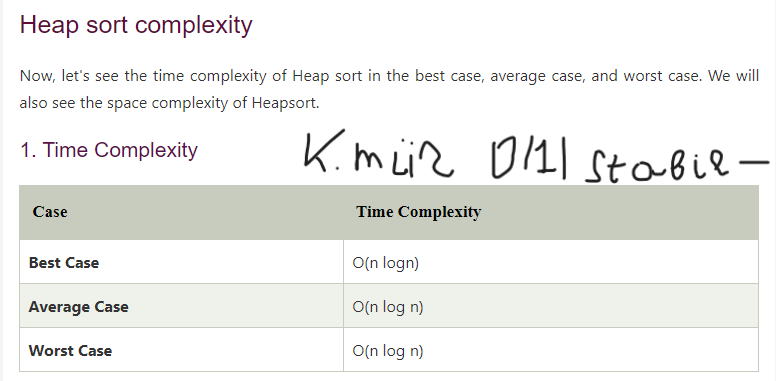 Heap sort complexity
Now, let's see the time complexity of Heap sort in the best case, average case, and worst case. We will
also see the space complexity of Heapsort.
1. Time Complexity
stabil –
Case Time Complexity
Best Case O(n logn)
Average Case O(n log n)
Worst Case O(n log n)